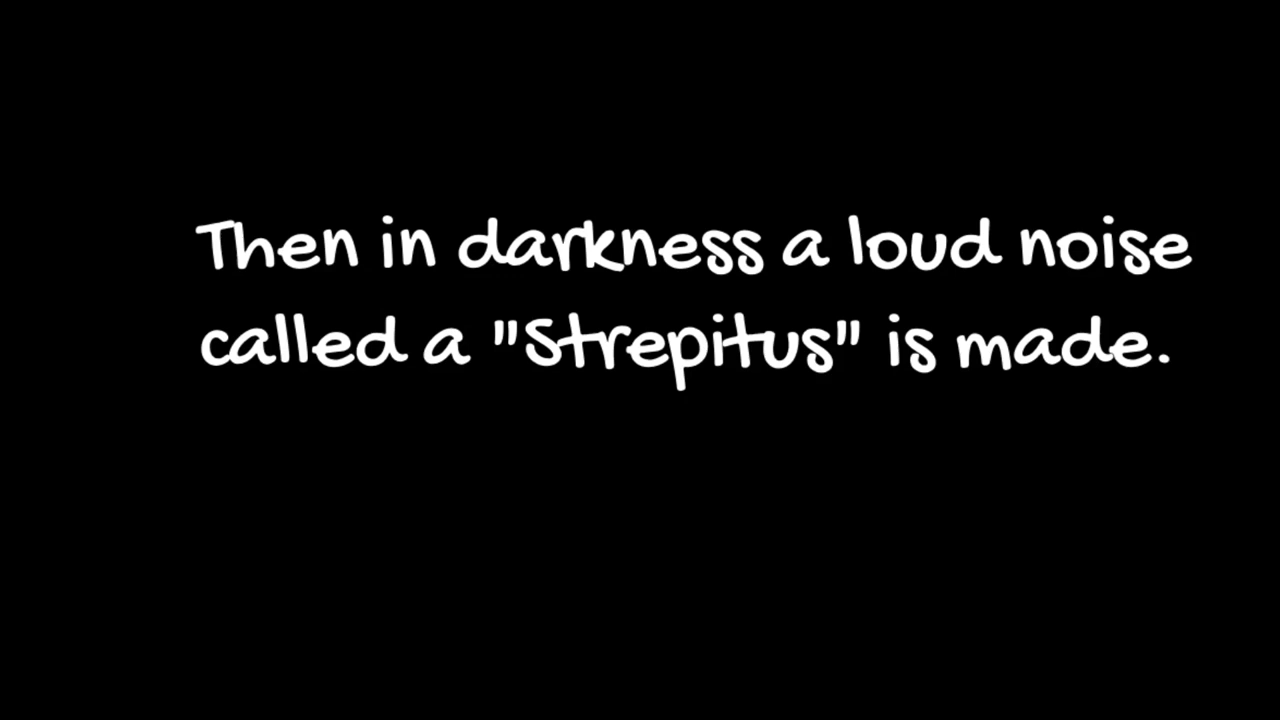 Then in darkness a loud noise
called a "Strepitus" is made.